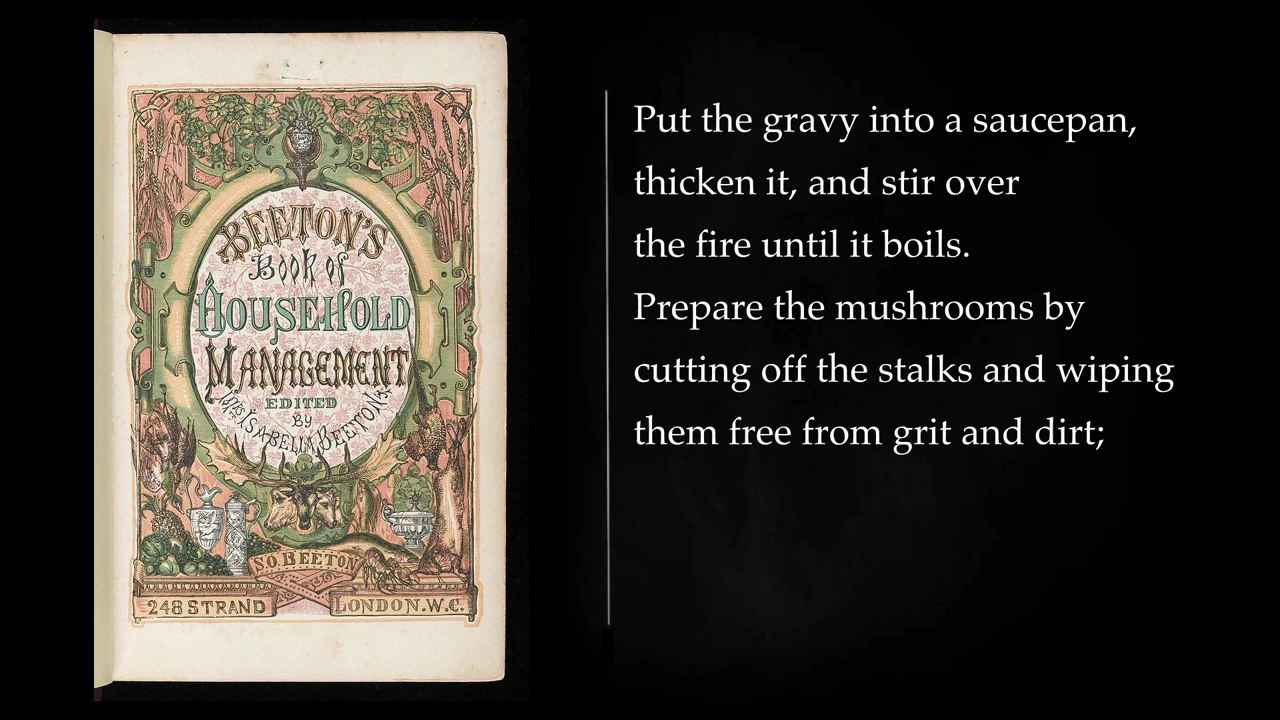 BEETON'S
Book of
HOUSEHOLD
MANAGEMENT
EDITED
By
MRS ISABELLA BEETON
S.O. BEETON
248 STRAND
LONDON. W.C.
Put the gravy into a saucepan,
thicken it, and stir over
the fire until it boils.
Prepare the mushrooms by
cutting off the stalks and wiping
them free from grit and dirt;